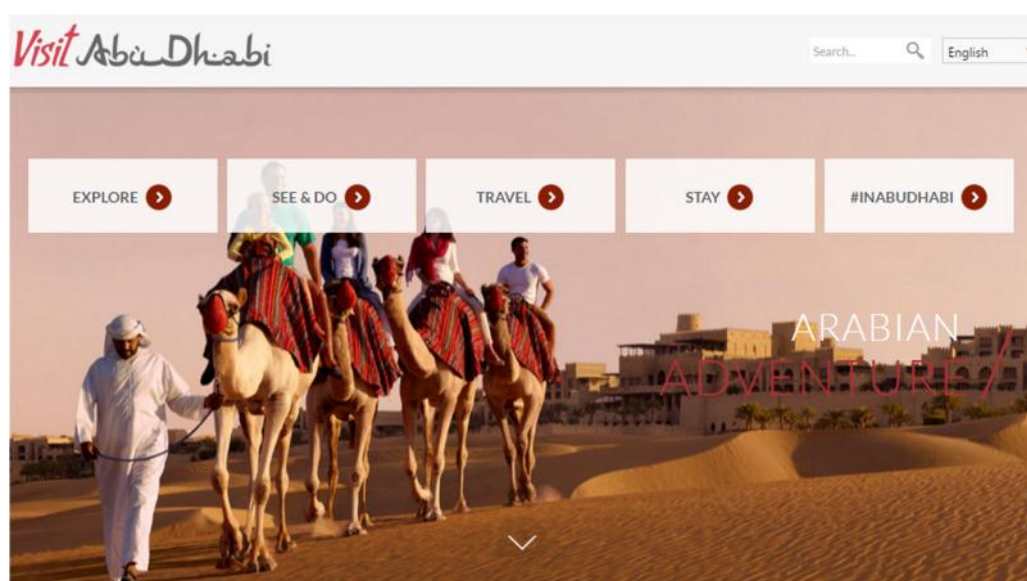 Visit Abu Dhabi
Search...
English
EXPLORE
SEE & DO
TRAVEL
STAY
#INABUDHABI
ARABIAN
ADVENTURE/